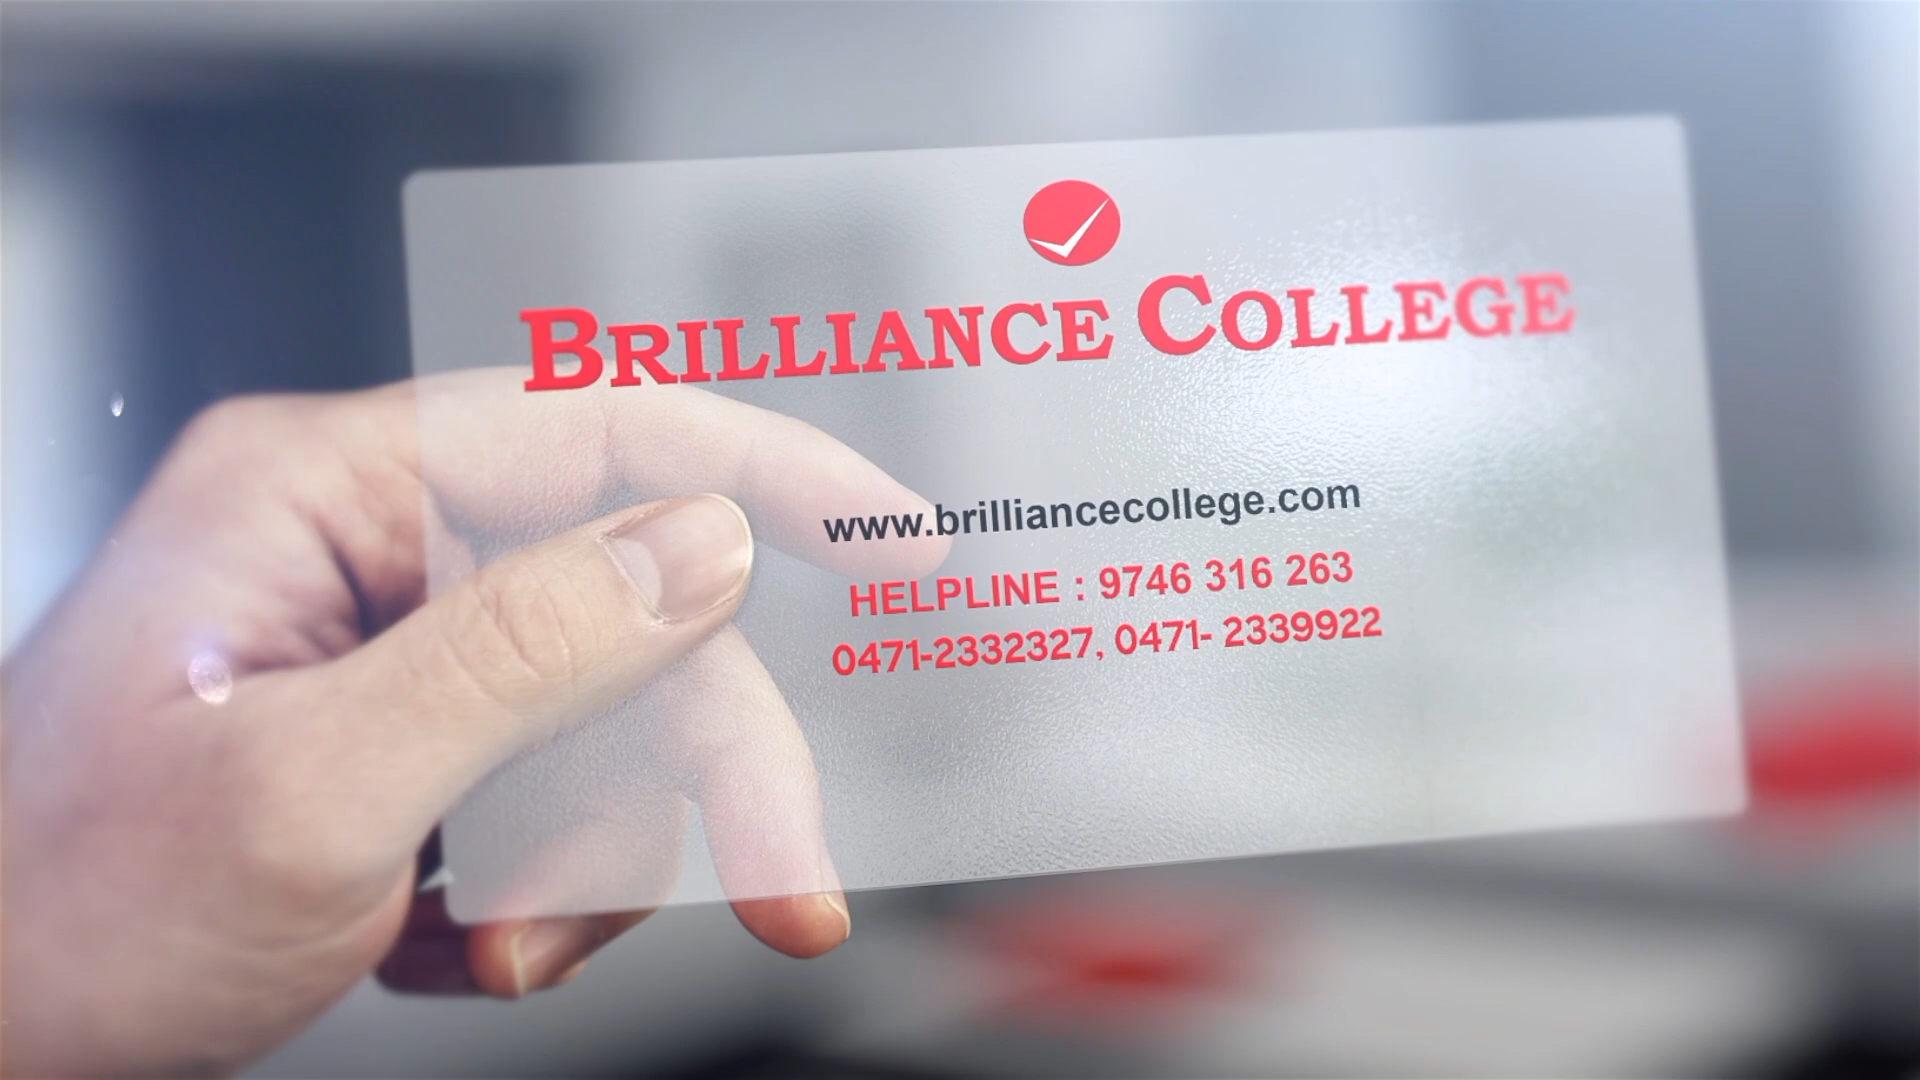 BRILLIANCE COLLEGE
www.brilliancecollege.com
HELPLINE : 9746 316 263
0471-2332327, 0471- 2339922